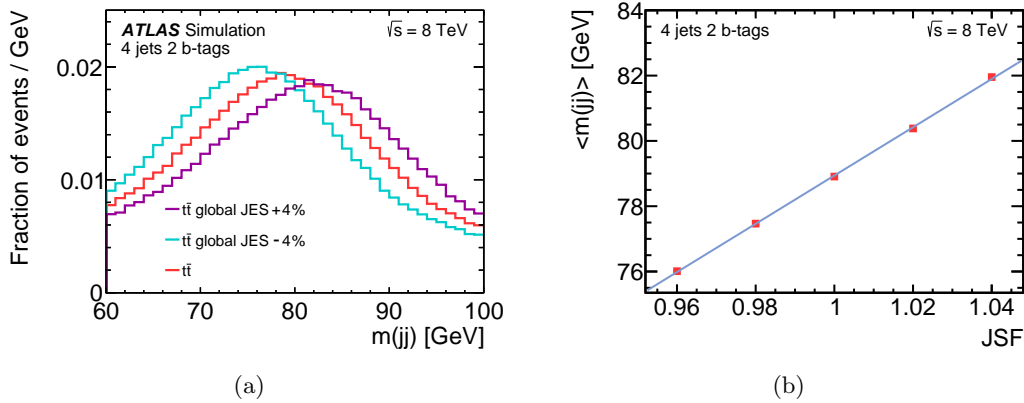 ATLAS Simulation
4 jets 2 b-tags
√s = 8 TeV
Fraction of events / GeV
0.02
0.01
0
tt̄ global JES +4%
tt̄ global JES −4%
tt̄
60 70 80 90 100
m(jj) [GeV]
(a)
4 jets 2 b-tags
√s = 8 TeV
<m(jj)> [GeV]
84
82
80
78
76
0.96 0.98 1 1.02 1.04
JSF
(b)